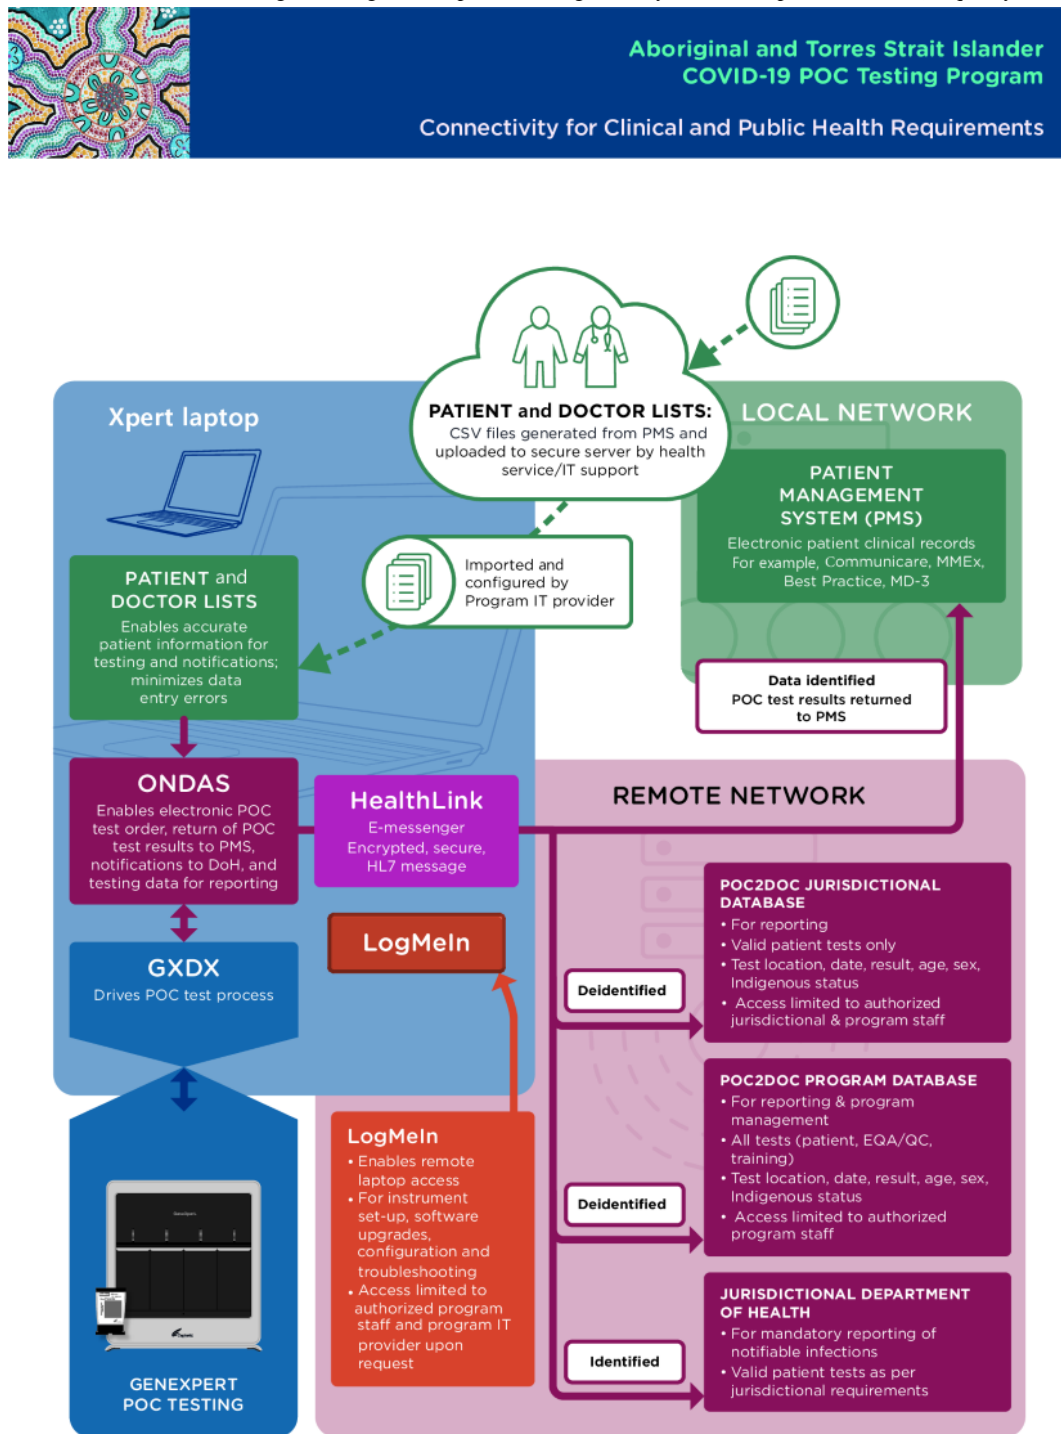 Aboriginal and Torres Strait Islander
COVID-19 POC Testing Program
Connectivity for Clinical and Public Health Requirements
PATIENT and DOCTOR LISTS:
CSV files generated from PMS and
uploaded to secure server by health
service/IT support
Xpert laptop
LOCAL NETWORK
PATIENT
MANAGEMENT
SYSTEM (PMS)
Electronic patient clinical records
For example, Communicare, MMEx,
Best Practice, MD-3
Imported and
configured by
Program IT provider
PATIENT and
DOCTOR LISTS
Enables accurate
patient information for
testing and notifications;
minimizes data
entry errors
Data identified
POC test results returned
to PMS
ONDAS
Enables electronic POC
test order, return of POC
test results to PMS,
notifications to DoH, and
testing data for reporting
HealthLink
E-messenger
Encrypted, secure,
HL7 message
REMOTE NETWORK
LogMeIn
GXDX
Drives POC test process
Deidentified
POC2DOC JURISDICTIONAL
DATABASE
• For reporting
• Valid patient tests only
• Test location, date, result, age, sex,
Indigenous status
• Access limited to authorized
jurisdictional & program staff
LogMeIn
• Enables remote
laptop access
• For instrument
set-up, software
upgrades,
configuration and
troubleshooting
• Access limited to
authorized program
staff and program IT
provider upon
request
Deidentified
POC2DOC PROGRAM DATABASE
• For reporting & program
management
• All tests (patient, EQA/QC,
training)
• Test location, date, result, age, sex,
Indigenous status
• Access limited to authorized
program staff
Identified
JURISDICTIONAL DEPARTMENT
OF HEALTH
• For mandatory reporting of
notifiable infections
• Valid patient tests as per
jurisdictional requirements
GENEXPERT
POC TESTING